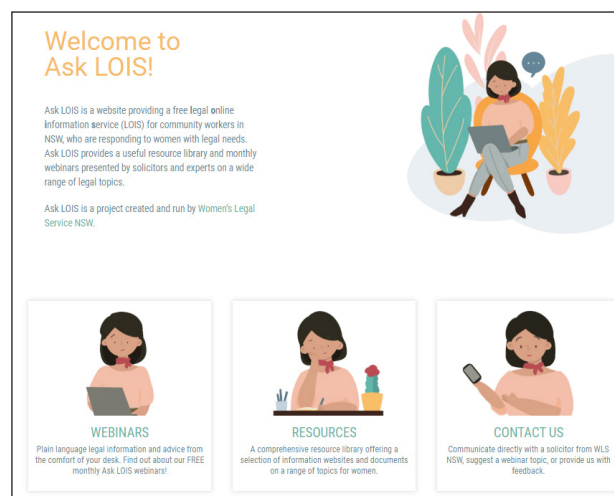 Welcome to
Ask LOIS!
Ask LOIS is a website providing a free legal online
information service (LOIS) for community workers in
NSW, who are responding to women with legal needs.
Ask LOIS provides a useful resource library and monthly
webinars presented by solicitors and experts on a wide
range of legal topics.
Ask LOIS is a project created and run by Women's Legal
Service NSW.
WEBINARS
Plain language legal information and advice from
the comfort of your desk. Find out about our FREE
monthly Ask LOIS webinars!
RESOURCES
A comprehensive resource library offering a
selection of information websites and documents
on a range of topics for women.
CONTACT US
Communicate directly with a solicitor from WLS
NSW, suggest a webinar topic, or provide us with
feedback.